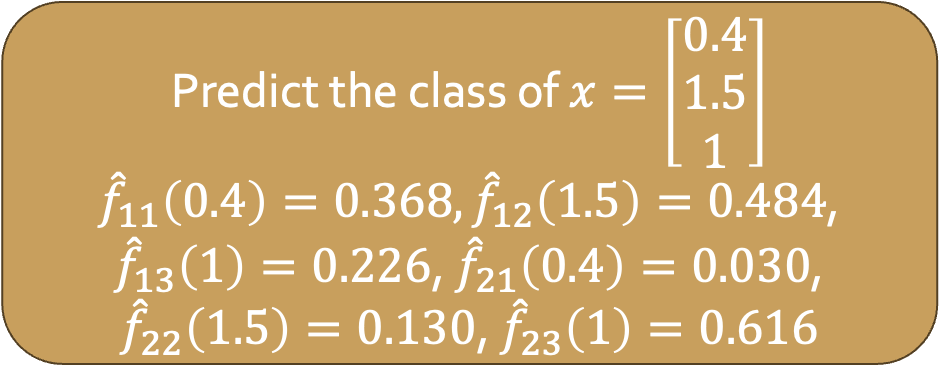 Predict the class of x = [0.4 1.5 1]
f̂₁₁(0.4) = 0.368, f̂₁₂(1.5) = 0.484,
f̂₁₃(1) = 0.226, f̂₂₁(0.4) = 0.030,
f̂₂₂(1.5) = 0.130, f̂₂₃(1) = 0.616